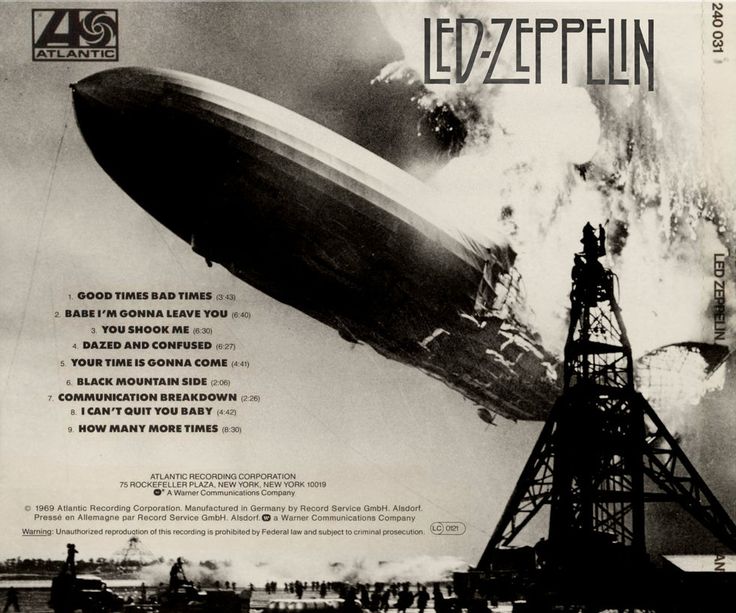 ATLANTIC
LED-ZEPPELIN
240 031
LED ZEPPELIN
1. GOOD TIMES BAD TIMES (3:43)
2. BABE I'M GONNA LEAVE YOU (6:40)
3. YOU SHOOK ME (6:30)
4. DAZED AND CONFUSED (6:27)
5. YOUR TIME IS GONNA COME (4:41)
6. BLACK MOUNTAIN SIDE (2:06)
7. COMMUNICATION BREAKDOWN (2:26)
8. I CAN'T QUIT YOU BABY (4:42)
9. HOW MANY MORE TIMES (8:30)
ATLANTIC RECORDING CORPORATION
75 ROCKEFELLER PLAZA, NEW YORK, NEW YORK 10019
A Warner Communications Company
© 1969 Atlantic Recording Corporation. Manufactured in Germany by Record Service GmbH. Alsdorf.
Pressé en Allemagne par Record Service GmbH. Alsdorf. a Warner Communications Company
Warning: Unauthorized reproduction of this recording is prohibited by Federal law and subject to criminal prosecution.
LC 0121